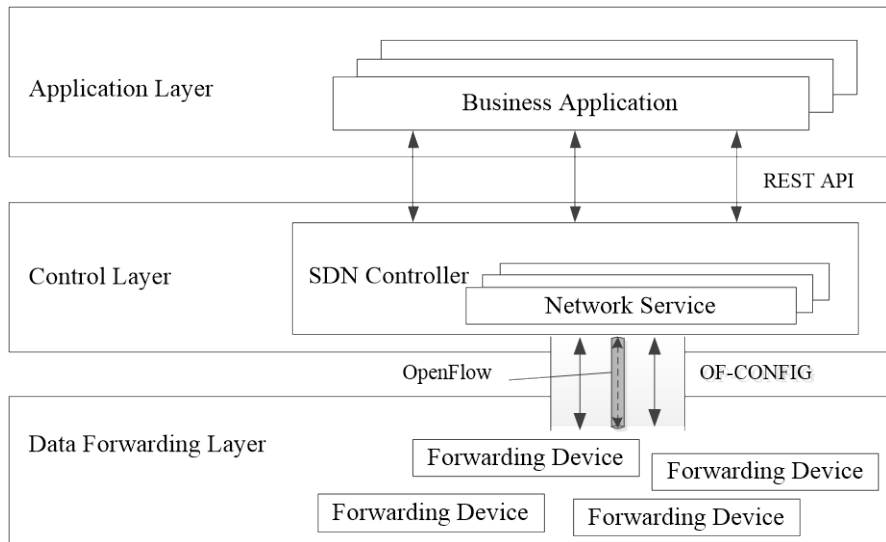 Application Layer
Business Application
REST API
Control Layer
SDN Controller
Network Service
OpenFlow
OF-CONFIG
Data Forwarding Layer
Forwarding Device
Forwarding Device
Forwarding Device
Forwarding Device